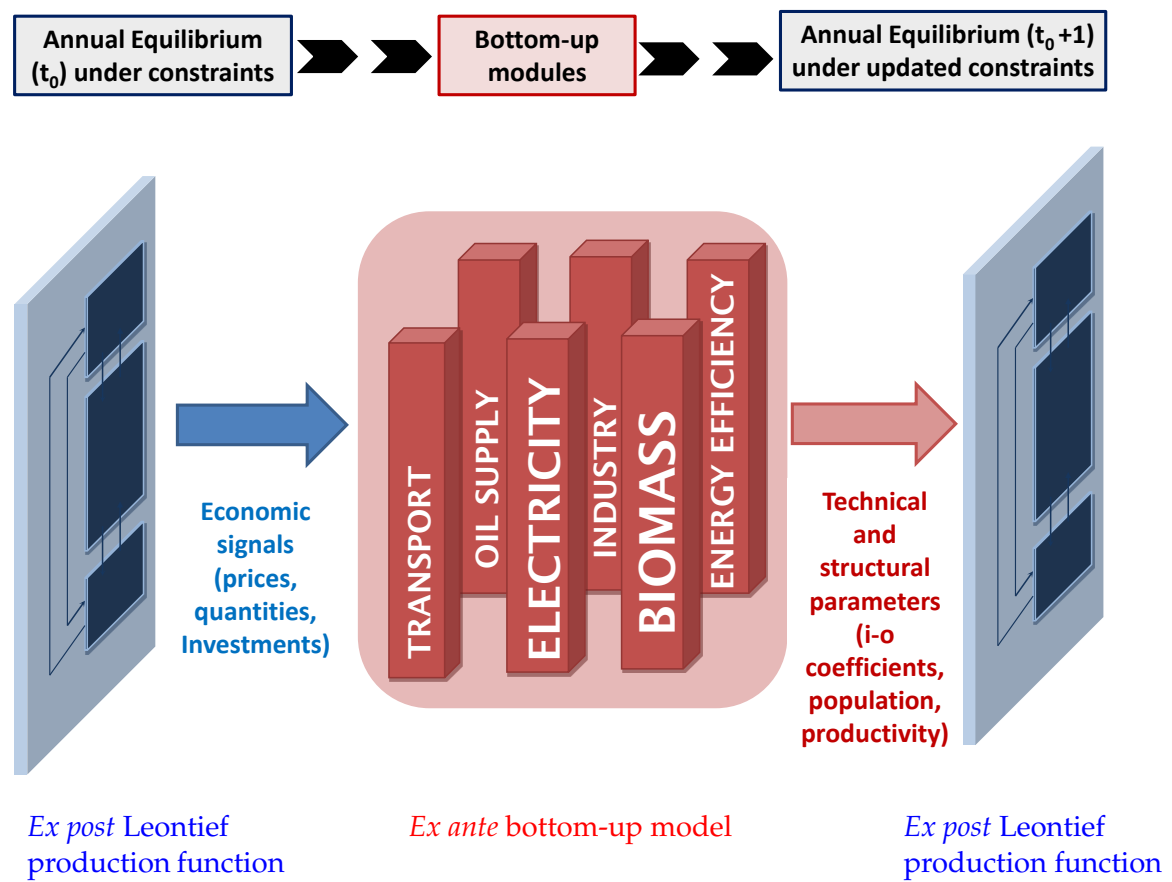 Annual Equilibrium
(t0) under constraints
Bottom-up
modules
Annual Equilibrium (t0 +1)
under updated constraints
Economic
signals
(prices,
quantities,
Investments)
TRANSPORT
OIL SUPPLY
ELECTRICITY
INDUSTRY
BIOMASS
ENERGY EFFICIENCY
Technical
and
structural
parameters
(i-o
coefficients,
population,
productivity)
Ex post Leontief
production function
Ex ante bottom-up model
Ex post Leontief
production function